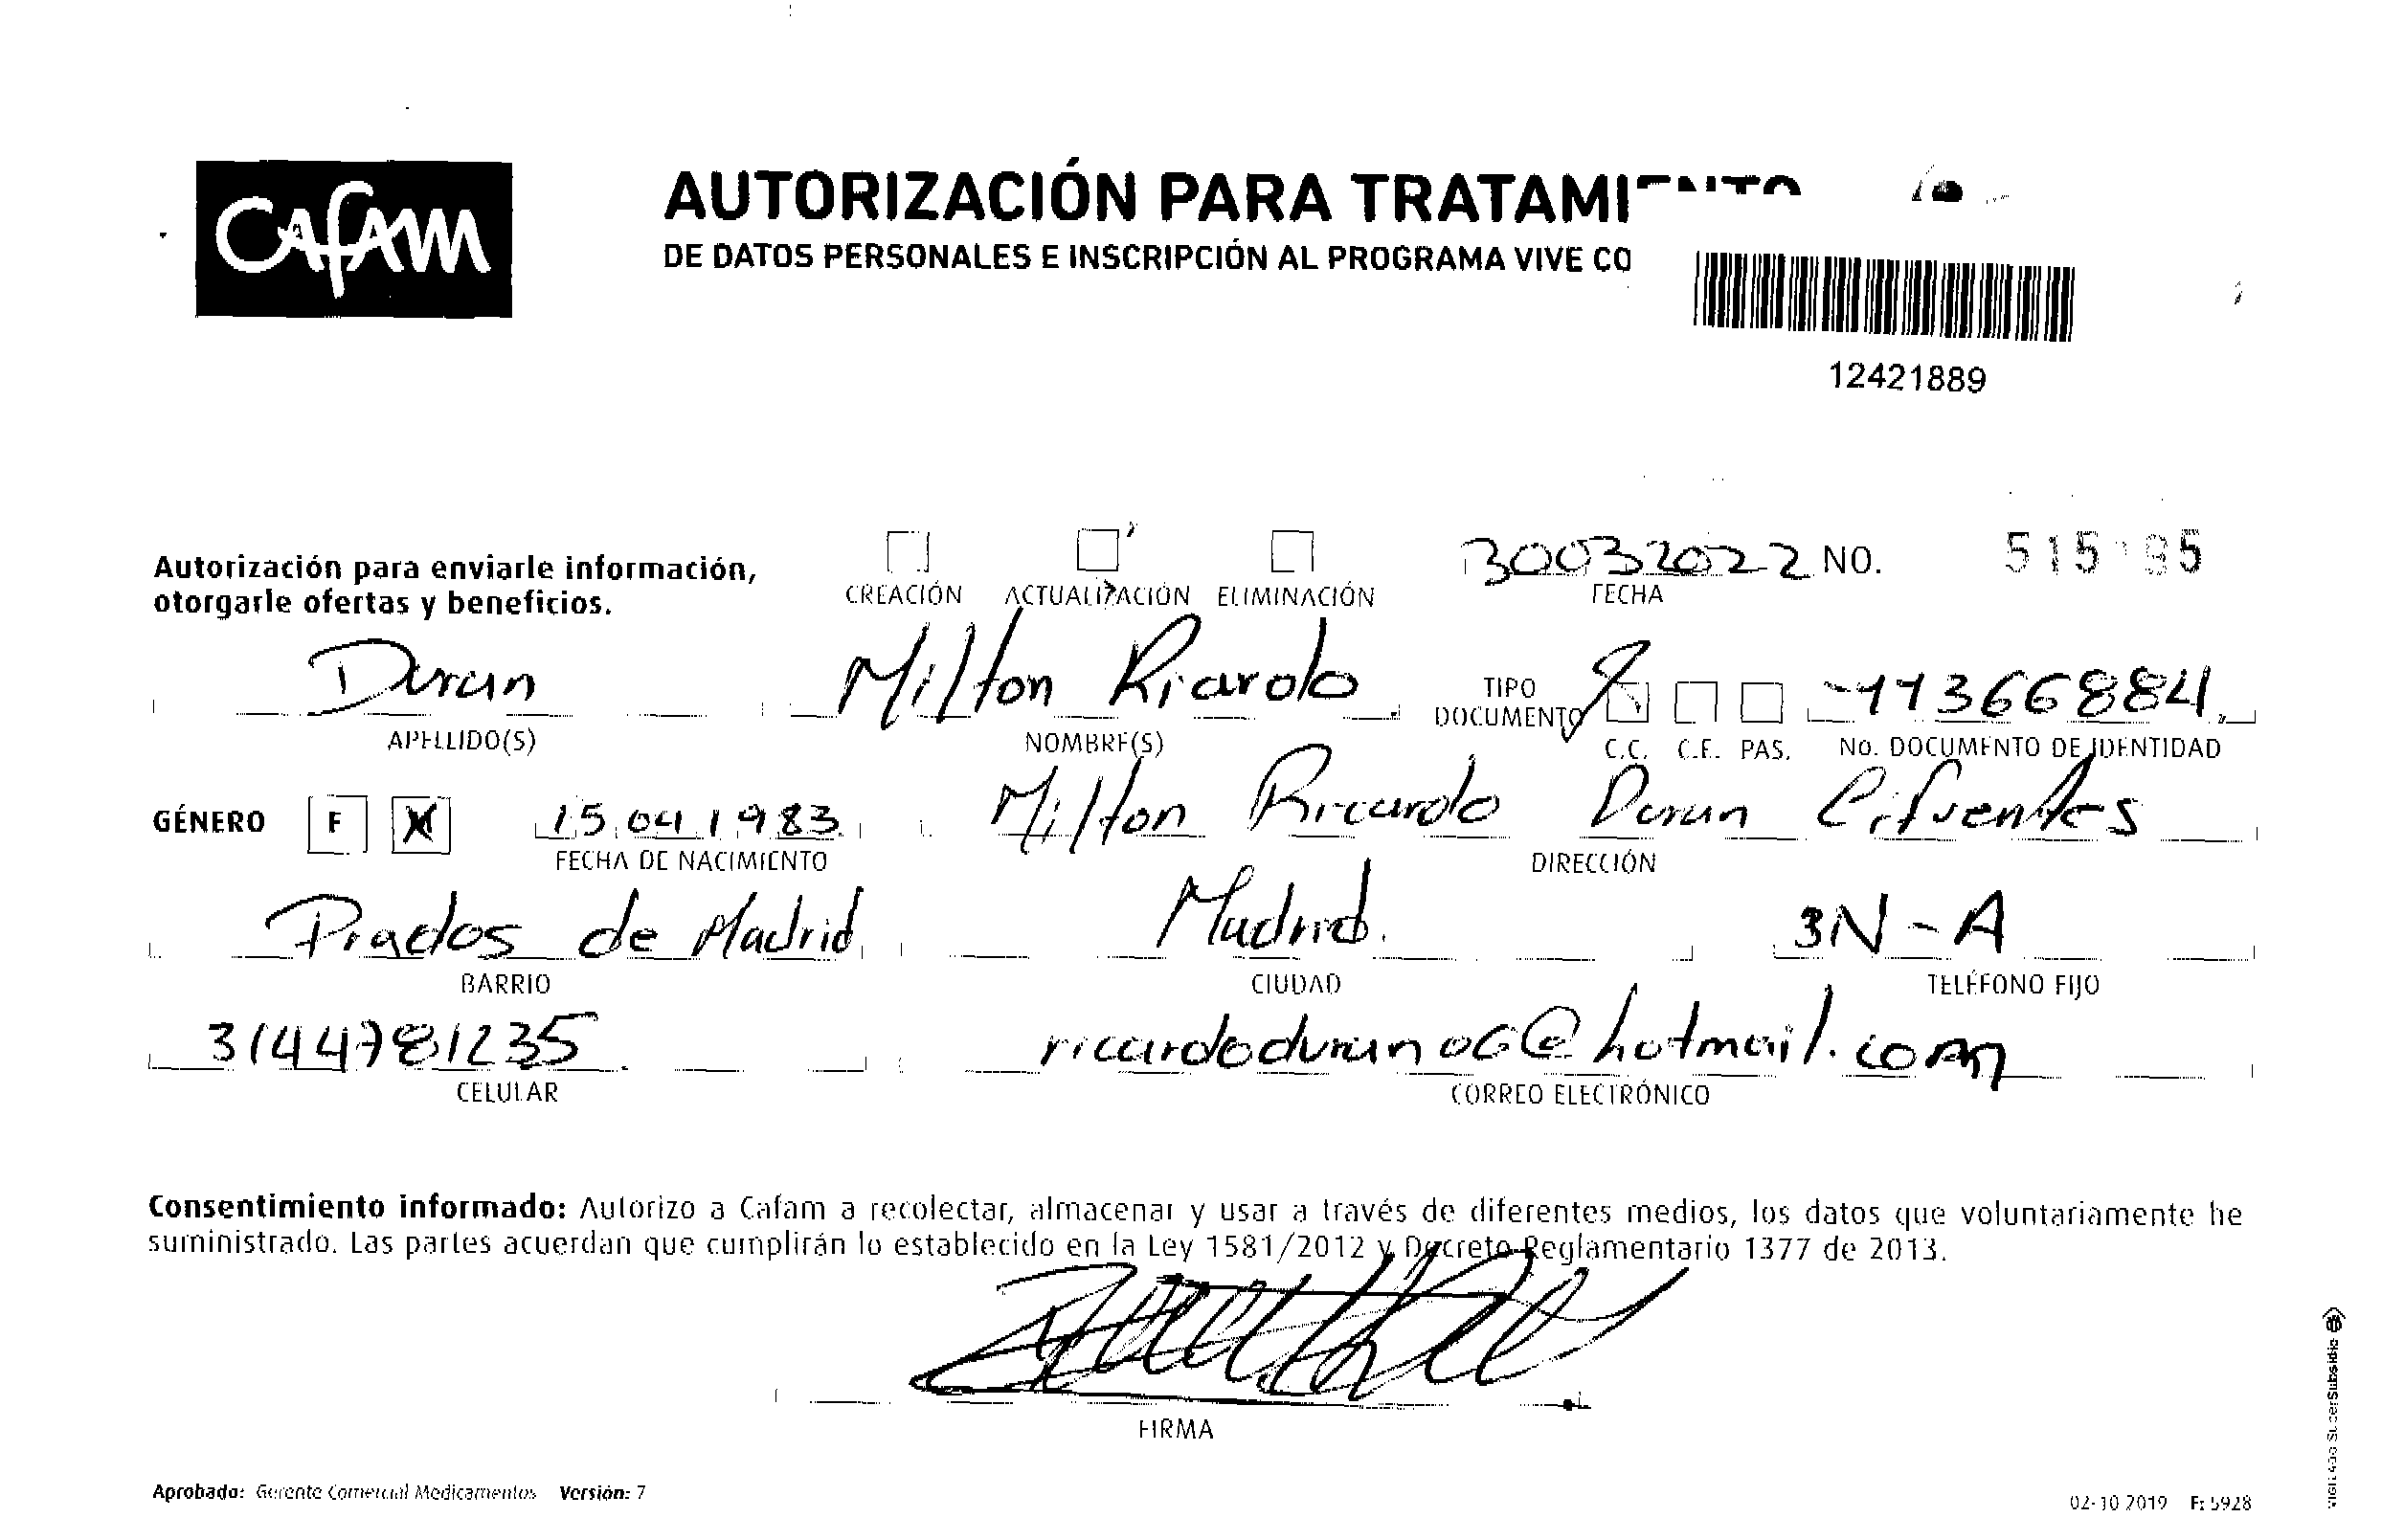 Cafam
AUTORIZACIÓN PARA
DE DATOS PERSONALES E INSCRIPCIÓN AL PROGRAMA VIVE
12421889
Autorización para enviarle información,
otorgarle ofertas y beneficios.
CREACIÓN ACTUALIZACIÓN ELIMINACIÓN
30032022 NO.
FECHA
Duran Milton Ricardo TIPO DOCUMENTO 11366884
APELLIDO(S) NOMBRE(S) C.C. C.E. PAS. No. DOCUMENTO DE IDENTIDAD
GÉNERO F M 15 04 1983 Milton Ricardo Duran Cifuentes
FECHA DE NACIMIENTO DIRECCIÓN
Prados de Madrid Madrid. 3N-A
BARRIO CIUDAD TELÉFONO FIJO
3144781235 ricardoduran06@hotmail.com
CELULAR CORREO ELECTRÓNICO
Consentimiento informado: Autorizo a Cafam a recolectar, almacenar y usar a través de diferentes medios, los datos que voluntariamente he
suministrado. Las partes acuerdan que cumplirán lo establecido en la Ley 1581/2012 y Decreto Reglamentario 1377 de 2013.
FIRMA
Aprobado: Gerente Comercial Medicamentos Versión: 7
02-10 2019 F: 5928